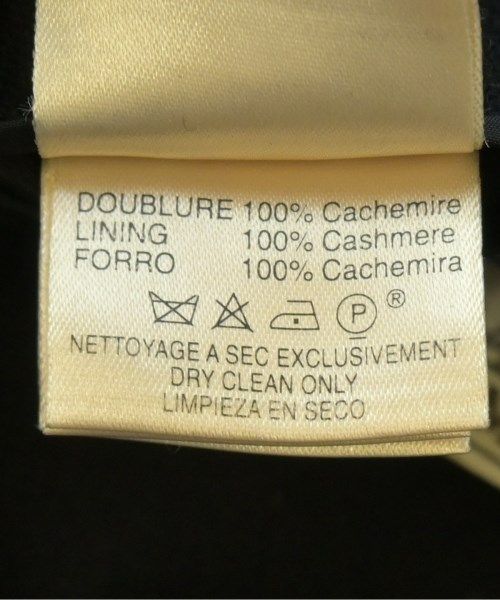 DOUBLURE 100% Cachemire
LINING 100% Cashmere
FORRO 100% Cachemira
P ®
NETTOYAGE A SEC EXCLUSIVEMENT
DRY CLEAN ONLY
LIMPIEZA EN SECO